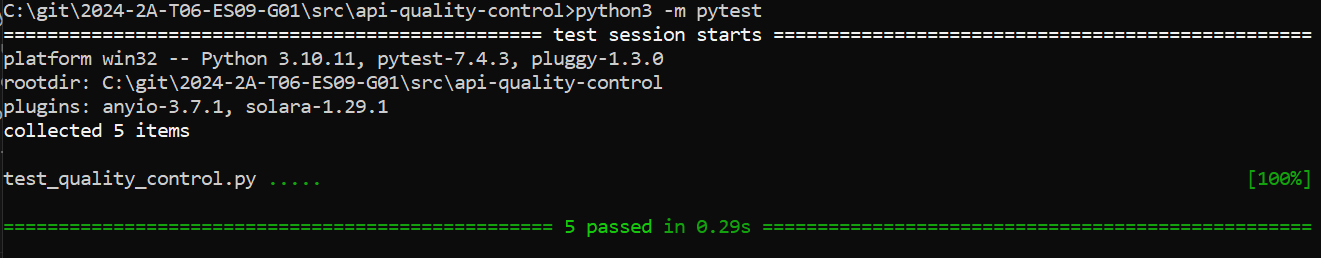 C:\git\2024-2A-T06-ES09-G01\src\api-quality-control>python3 -m pytest
================================================= test session starts =================================================
platform win32 -- Python 3.10.11, pytest-7.4.3, pluggy-1.3.0
rootdir: C:\git\2024-2A-T06-ES09-G01\src\api-quality-control
plugins: anyio-3.7.1, solara-1.29.1
collected 5 items
test_quality_control.py ..... [100%]
================================================== 5 passed in 0.29s ==================================================